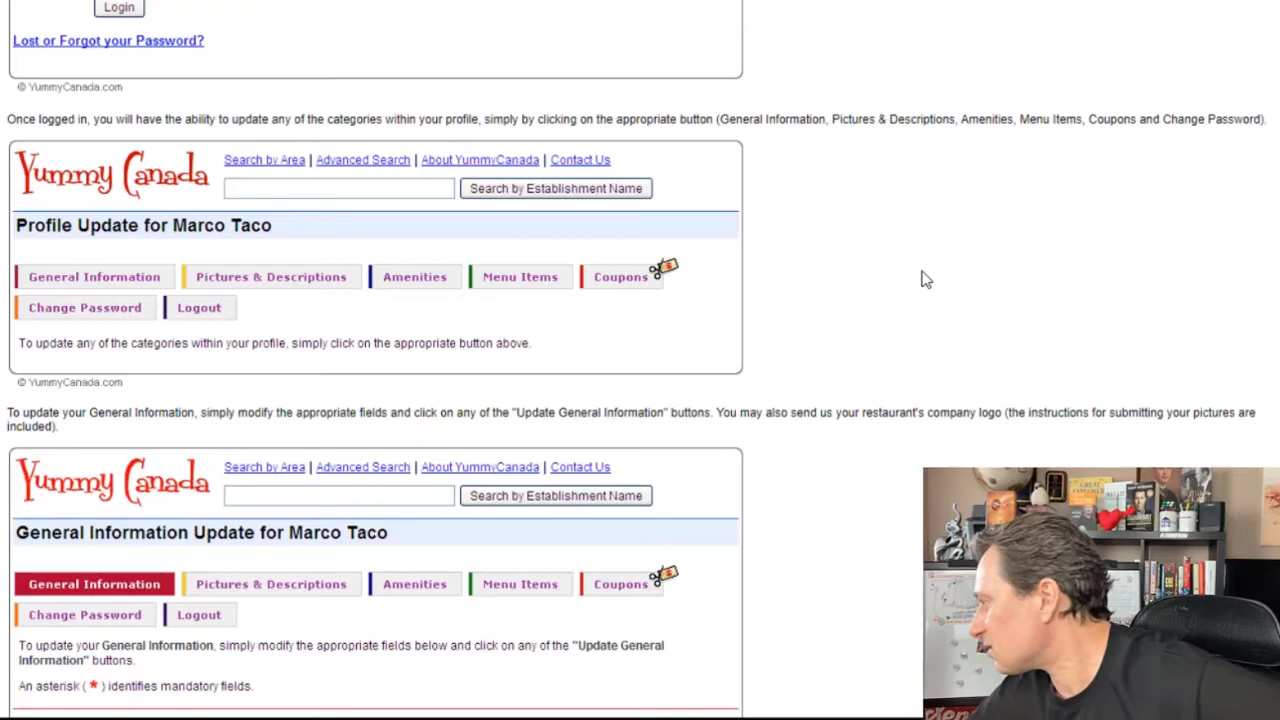 Login
Lost or Forgot your Password?
© YummyCanada.com
Once logged in, you will have the ability to update any of the categories within your profile, simply by clicking on the appropriate button (General Information, Pictures & Descriptions, Amenities, Menu Items, Coupons and Change Password).
Yummy Canada
Search by Area | Advanced Search | About YummyCanada | Contact Us
Search by Establishment Name
Profile Update for Marco Taco
General Information Pictures & Descriptions Amenities Menu Items Coupons
Change Password Logout
To update any of the categories within your profile, simply click on the appropriate button above.
© YummyCanada.com
To update your General Information, simply modify the appropriate fields and click on any of the "Update General Information" buttons. You may also send us your restaurant's company logo (the instructions for submitting your pictures are
included).
Yummy Canada
Search by Area | Advanced Search | About YummyCanada | Contact Us
Search by Establishment Name
General Information Update for Marco Taco
General Information Pictures & Descriptions Amenities Menu Items Coupons
Change Password Logout
To update your General Information, simply modify the appropriate fields below and click on any of the "Update General
Information" buttons.
An asterisk ( * ) identifies mandatory fields.